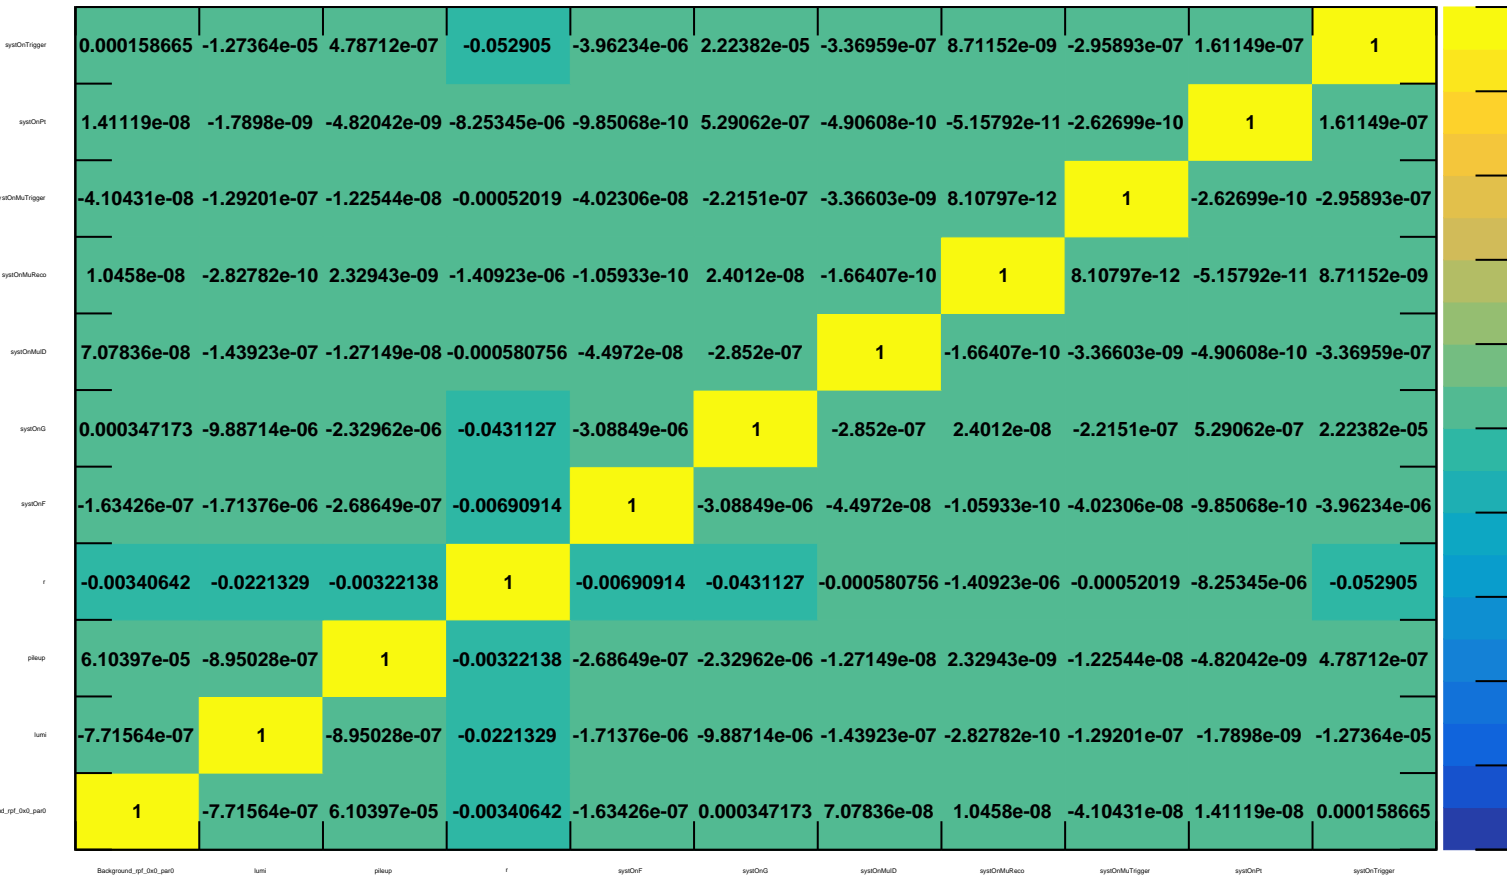 systOnTrigger 0.000158665 -1.27364e-05 4.78712e-07 -0.052905 -3.96234e-06 2.22382e-05 -3.36959e-07 8.71152e-09 -2.95893e-07 1.61149e-07 1
systOnPt 1.41119e-08 -1.7898e-09 -4.82042e-09 -8.25345e-06 -9.85068e-10 5.29062e-07 -4.90608e-10 -5.15792e-11 -2.62699e-10 1 1.61149e-07
ystOnMuTrigger -4.10431e-08 -1.29201e-07 -1.22544e-08 -0.00052019 -4.02306e-08 -2.2151e-07 -3.36603e-09 8.10797e-12 1 -2.62699e-10 -2.95893e-07
systOnMuReco 1.0458e-08 -2.82782e-10 2.32943e-09 -1.40923e-06 -1.05933e-10 2.4012e-08 -1.66407e-10 1 8.10797e-12 -5.15792e-11 8.71152e-09
systOnMuID 7.07836e-08 -1.43923e-07 -1.27149e-08 -0.000580756 -4.4972e-08 -2.852e-07 1 -1.66407e-10 -3.36603e-09 -4.90608e-10 -3.36959e-07
systOnG 0.000347173 -9.88714e-06 -2.32962e-06 -0.0431127 -3.08849e-06 1 -2.852e-07 2.4012e-08 -2.2151e-07 5.29062e-07 2.22382e-05
systOnF -1.63426e-07 -1.71376e-06 -2.68649e-07 -0.00690914 1 -3.08849e-06 -4.4972e-08 -1.05933e-10 -4.02306e-08 -9.85068e-10 -3.96234e-06
r -0.00340642 -0.0221329 -0.00322138 1 -0.00690914 -0.0431127 -0.000580756 -1.40923e-06 -0.00052019 -8.25345e-06 -0.052905
pileup 6.10397e-05 -8.95028e-07 1 -0.00322138 -2.68649e-07 -2.32962e-06 -1.27149e-08 2.32943e-09 -1.22544e-08 -4.82042e-09 4.78712e-07
lumi -7.71564e-07 1 -8.95028e-07 -0.0221329 -1.71376e-06 -9.88714e-06 -1.43923e-07 -2.82782e-10 -1.29201e-07 -1.7898e-09 -1.27364e-05
d_rpf_0x0_par0 1 -7.71564e-07 6.10397e-05 -0.00340642 -1.63426e-07 0.000347173 7.07836e-08 1.0458e-08 -4.10431e-08 1.41119e-08 0.000158665
Background_rpf_0x0_par0 lumi pileup r systOnF systOnG systOnMuID systOnMuReco systOnMuTrigger systOnPt systOnTrigger